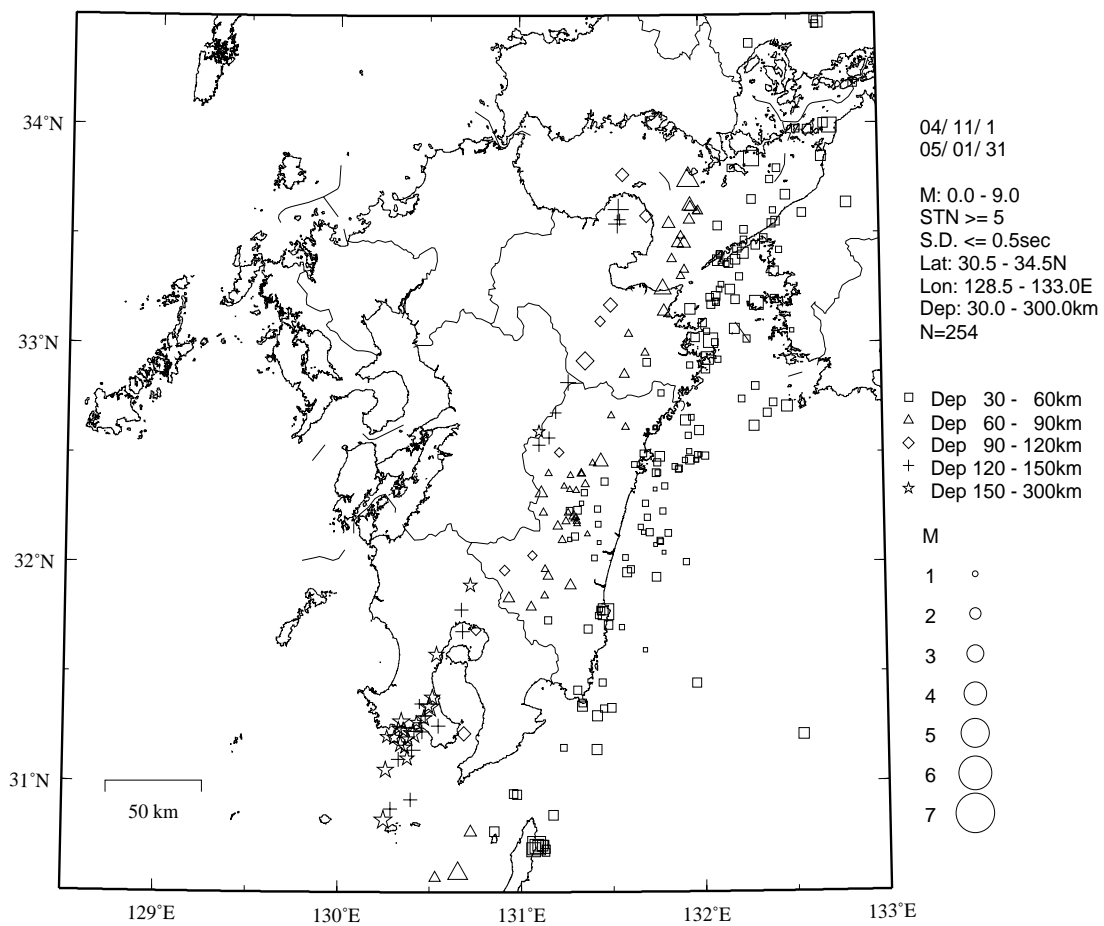 34˚N
33˚N
32˚N
31˚N
129˚E
130˚E
131˚E
132˚E
133˚E
50 km
04/ 11/ 1
05/ 01/ 31
M: 0.0 - 9.0
STN >= 5
S.D. <= 0.5sec
Lat: 30.5 - 34.5N
Lon: 128.5 - 133.0E
Dep: 30.0 - 300.0km
N=254
Dep 30 - 60km
Dep 60 - 90km
Dep 90 - 120km
Dep 120 - 150km
Dep 150 - 300km
M
1
2
3
4
5
6
7